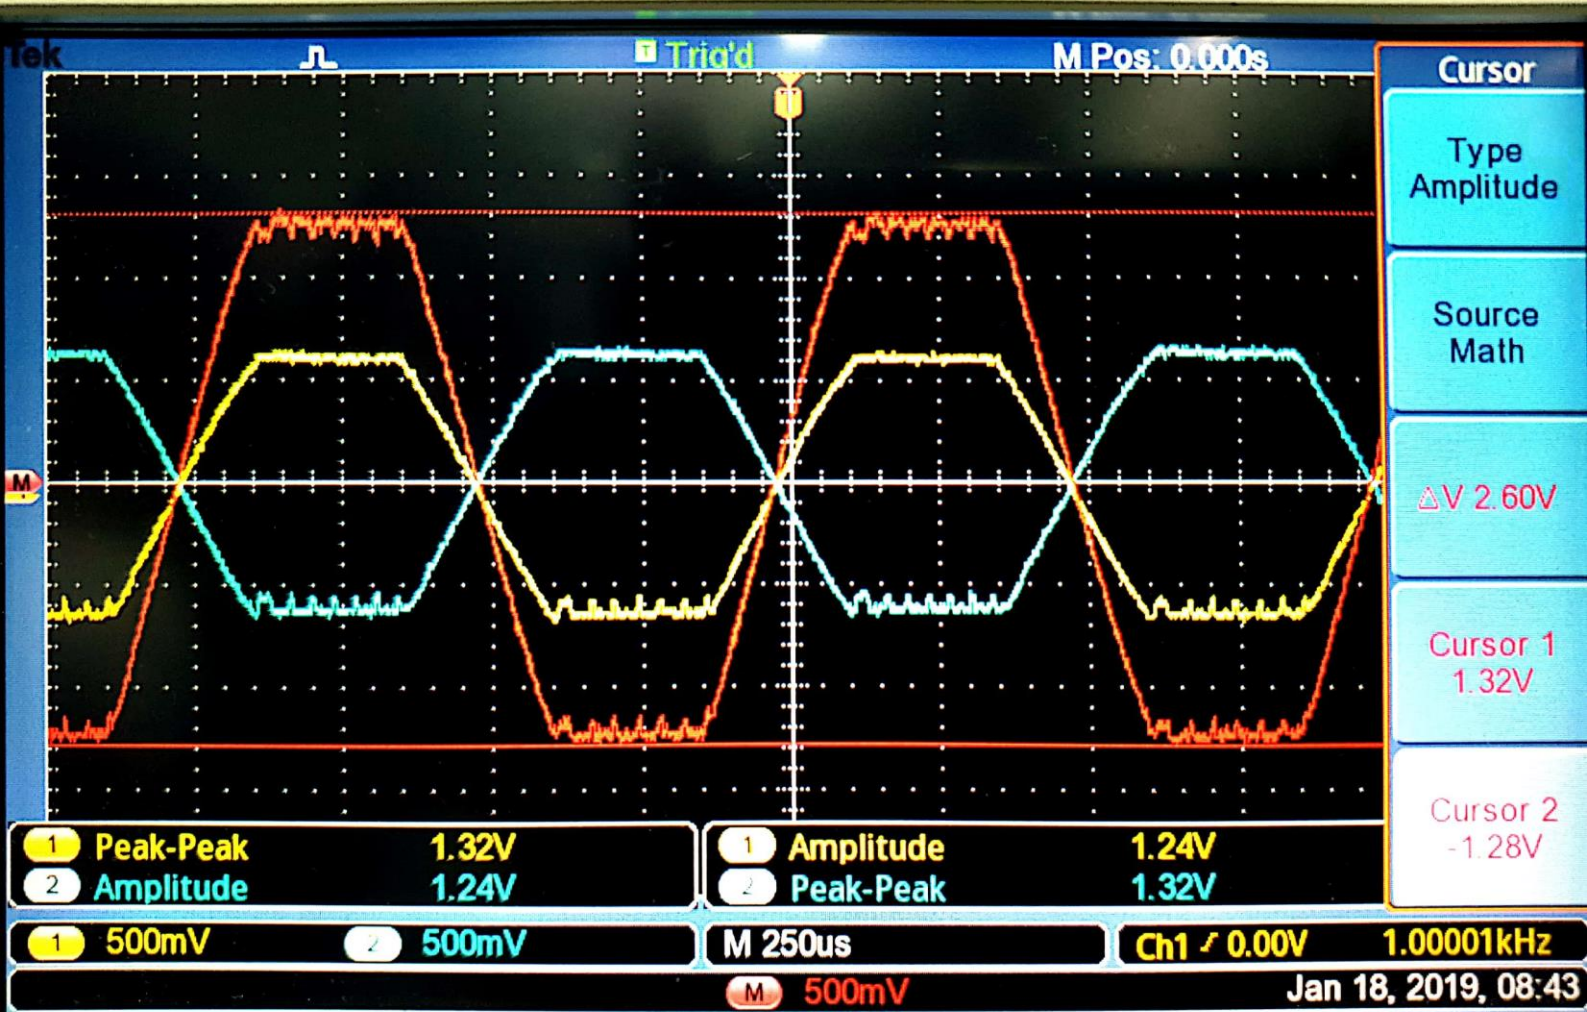 Tek
T Trig'd
M Pos: 0.000s
Cursor
T
Type
Amplitude
Source
Math
ΔV 2.60V
Cursor 1
1.32V
Cursor 2
-1.28V
M
1 Peak-Peak 1.32V
2 Amplitude 1.24V
1 Amplitude 1.24V
2 Peak-Peak 1.32V
1 500mV 2 500mV
M 250us
Ch1 0.00V 1.00001kHz
M 500mV
Jan 18, 2019, 08:43